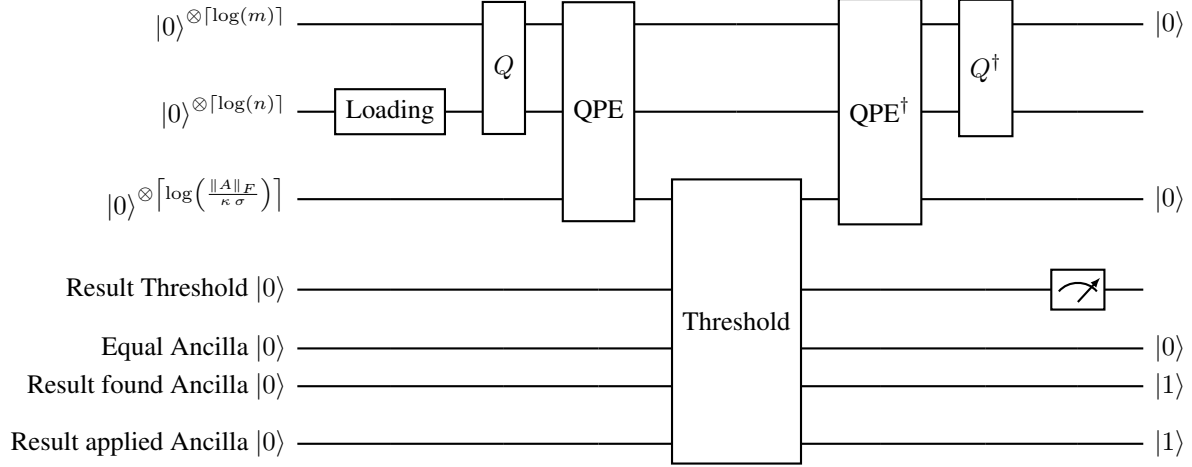 |0⟩^{⊗⌈log(m)⌉} Q QPE QPE† Q† |0⟩
|0⟩^{⊗⌈log(n)⌉} Loading
|0⟩^{⊗⌈log(‖A‖_F / κ σ)⌉} |0⟩
Result Threshold |0⟩
Threshold
Equal Ancilla |0⟩ |0⟩
Result found Ancilla |0⟩ |1⟩
Result applied Ancilla |0⟩ |1⟩